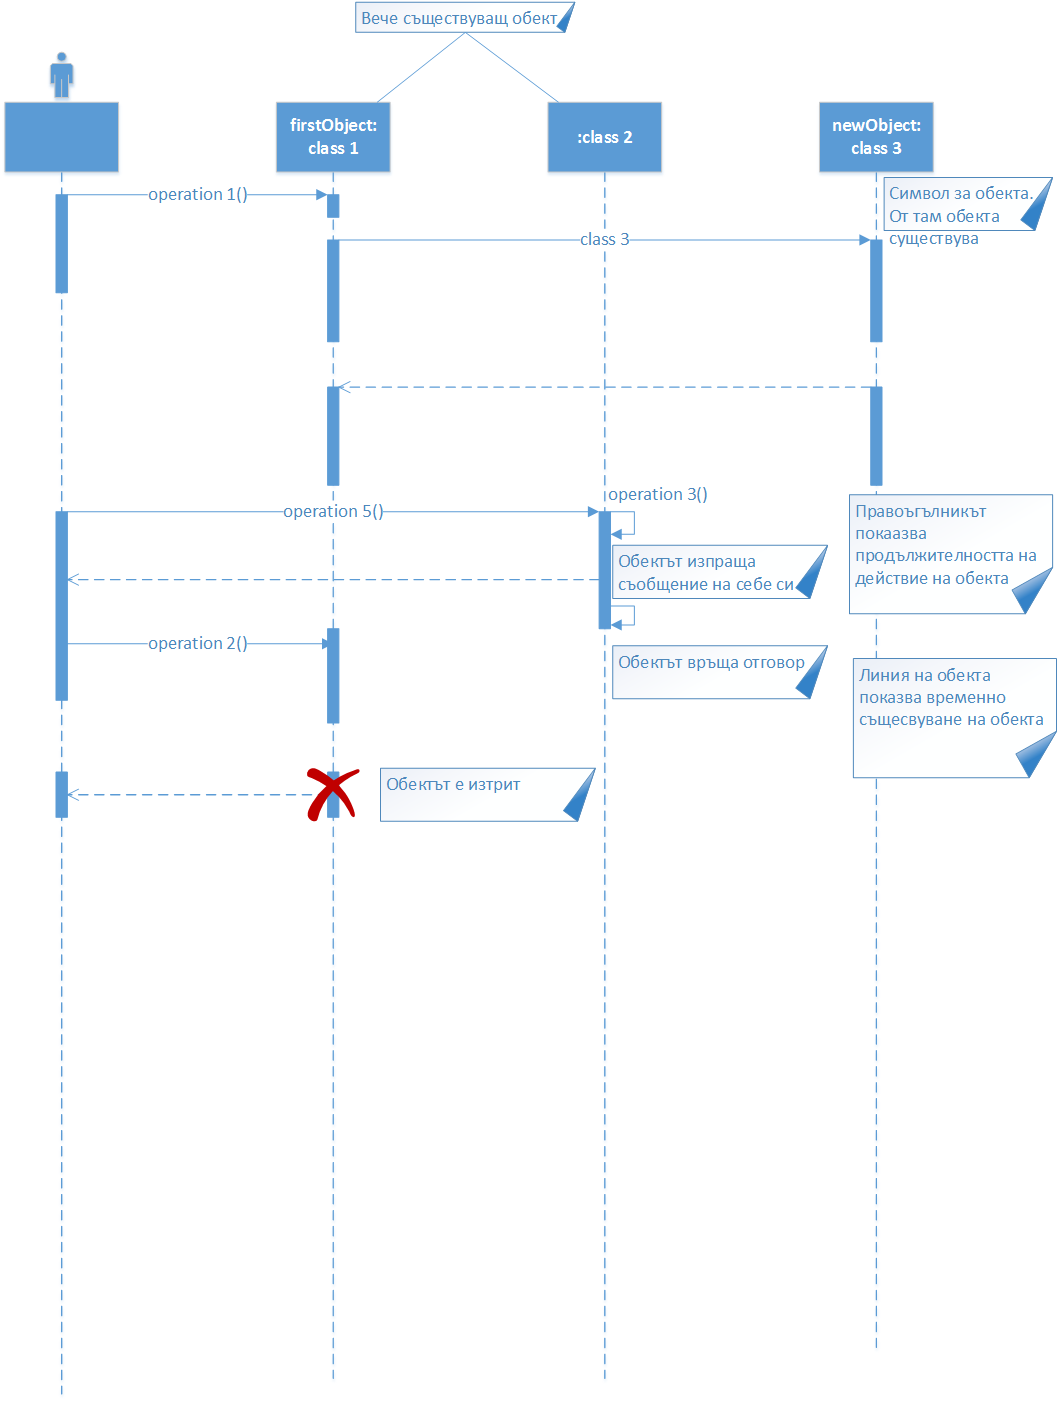 Вече съществуващ обект
firstObject:
class 1
:class 2
newObject:
class 3
operation 1()
Символ за обекта.
От там обекта
существува
class 3
operation 3()
operation 5()
Правоъгълникът
покаазва
продължителността на
действие на обекта
Обектът изпраща
съобщение на себе си
operation 2()
Обектът връща отговор
Линия на обекта
показва временно
същесвуване на обекта
Обектът е изтрит